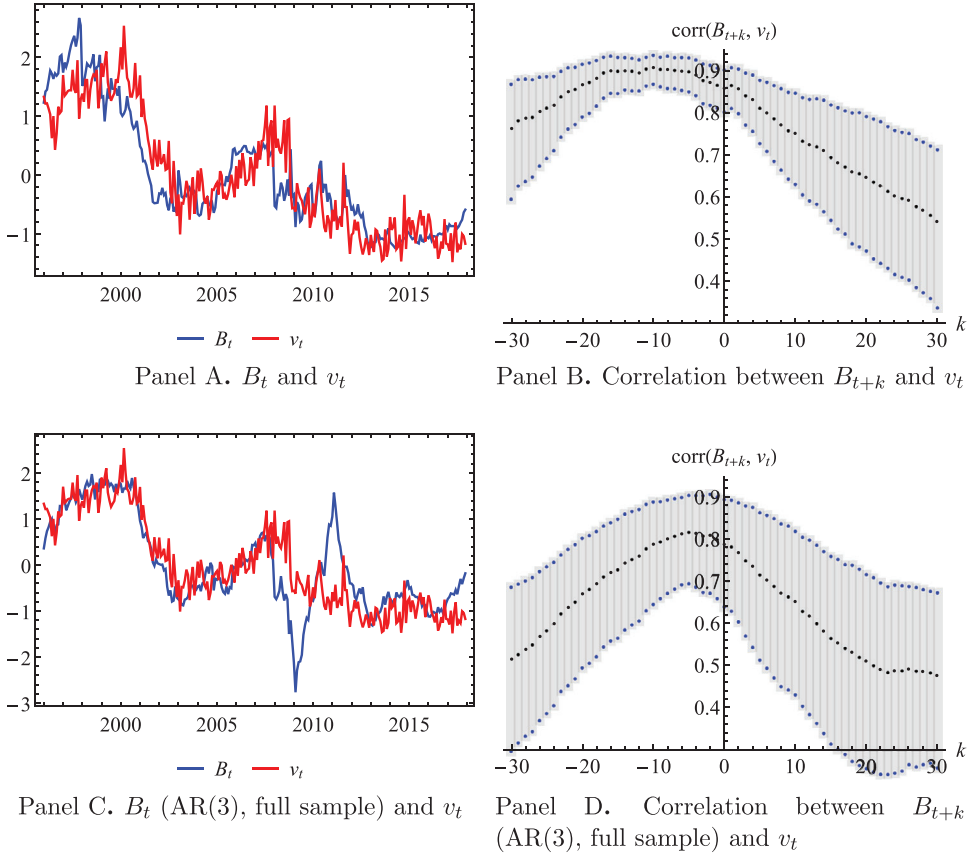 2
1
0
−1
2000 2005 2010 2015
B_t v_t
Panel A. B_t and v_t
corr(B_{t+k}, v_t)
0.9
0.8
0.7
0.6
0.5
0.4
−30 −20 −10 0 10 20 30 k
Panel B. Correlation between B_{t+k} and v_t
2
1
0
−1
−2
−3
2000 2005 2010 2015
B_t v_t
Panel C. B_t (AR(3), full sample) and v_t
corr(B_{t+k}, v_t)
0.9
0.8
0.7
0.6
0.5
0.4
−30 −20 −10 0 10 20 30 k
Panel D. Correlation between B_{t+k}
(AR(3), full sample) and v_t